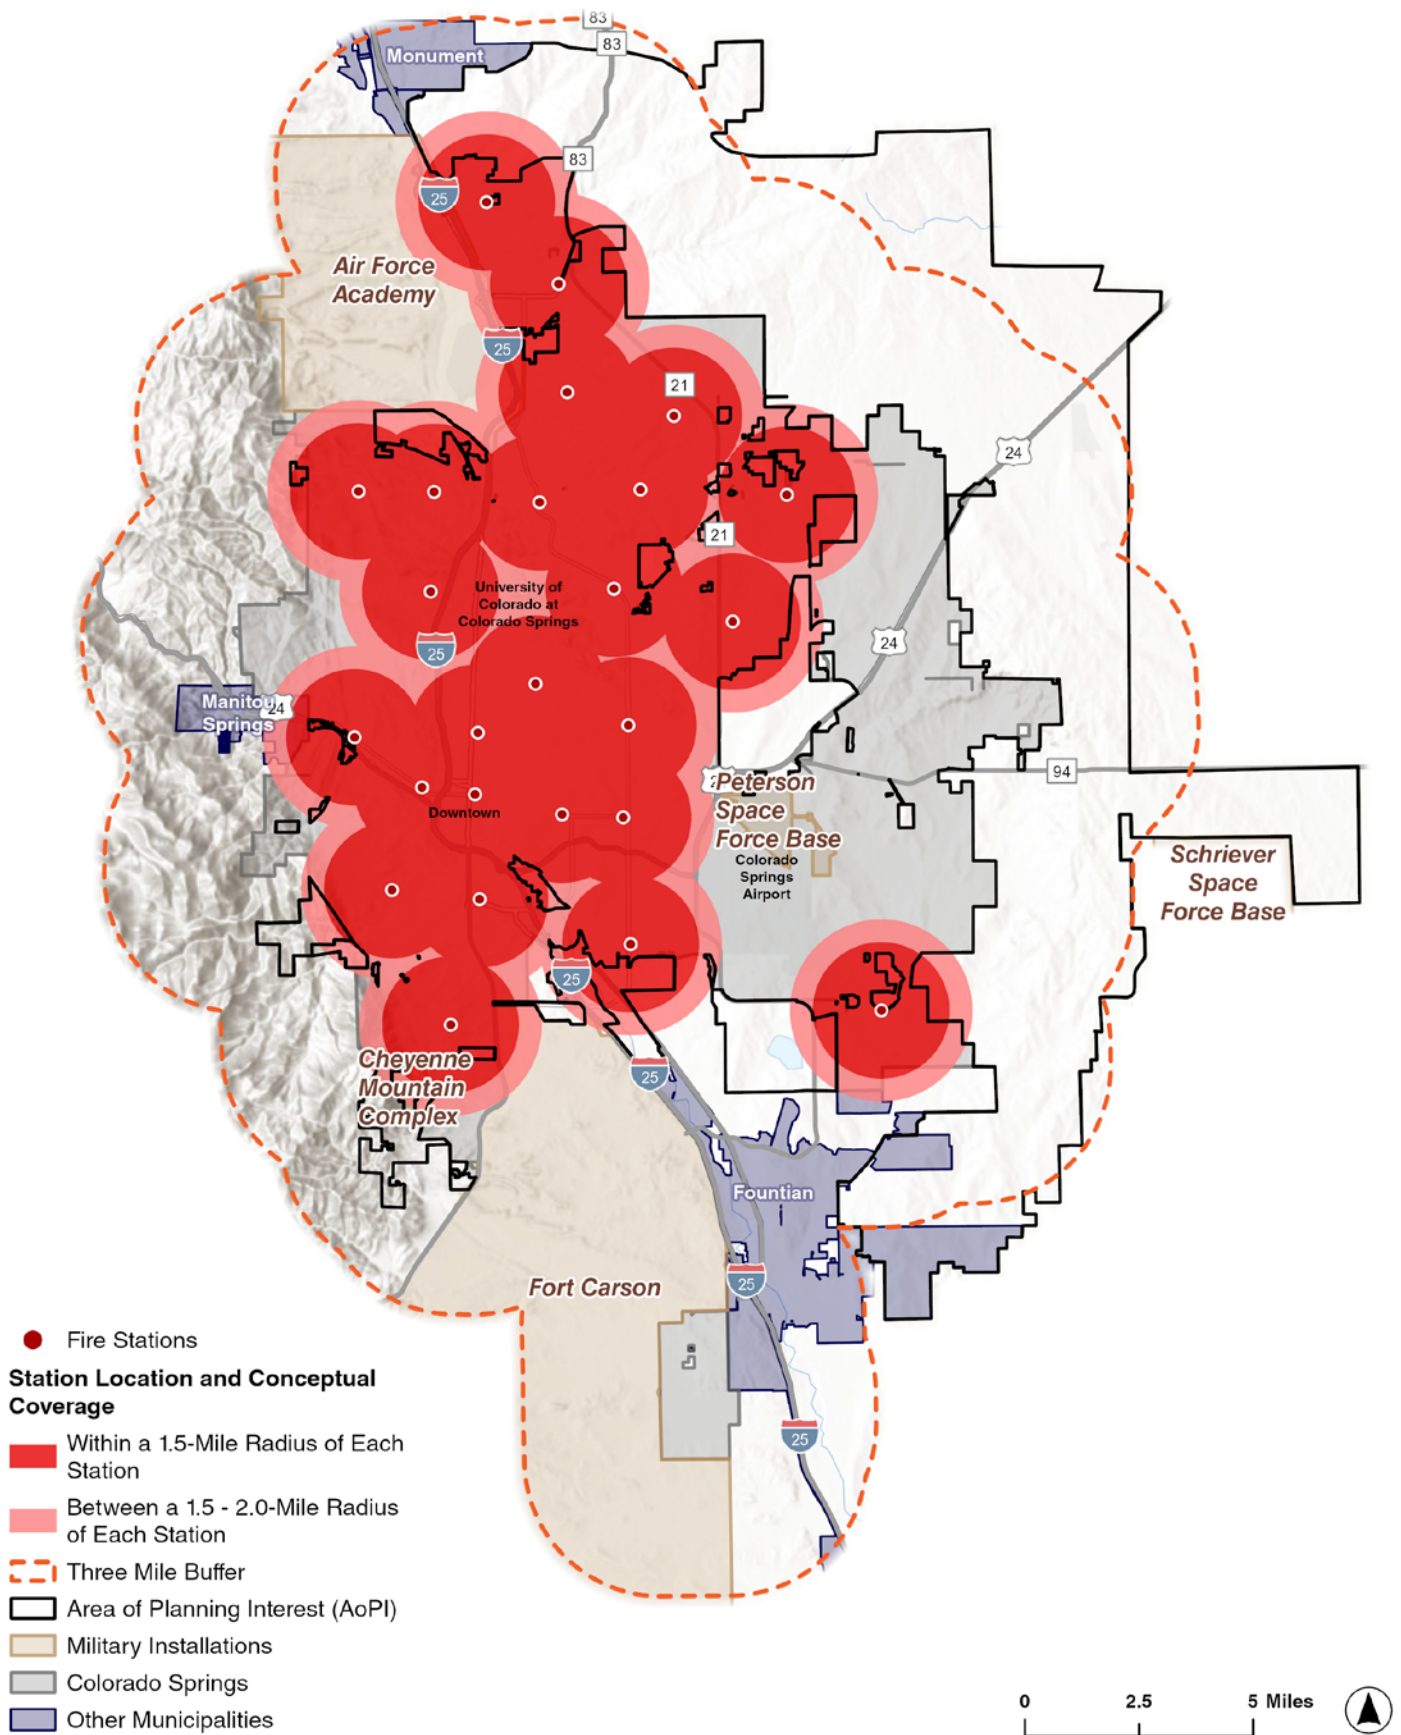 83
83
Monument
83
25
Air Force
Academy
25
21
24
21
University of
Colorado at
Colorado Springs
24
25
Manitou
Springs
24
94
Peterson
Space
Force Base
Downtown
Colorado
Springs
Airport
Schriever
Space
Force Base
25
Cheyenne
Mountain
Complex
25
Fountian
25
Fort Carson
25
Fire Stations
Station Location and Conceptual
Coverage
Within a 1.5-Mile Radius of Each
Station
Between a 1.5 - 2.0-Mile Radius
of Each Station
Three Mile Buffer
Area of Planning Interest (AoPI)
Military Installations
Colorado Springs
Other Municipalities
0 2.5 5 Miles